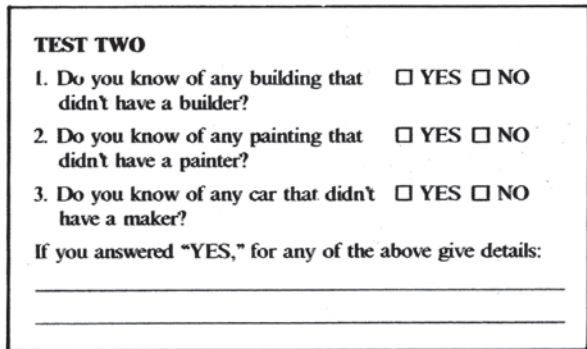 TEST TWO
1. Do you know of any building that ☐ YES ☐ NO
didn't have a builder?
2. Do you know of any painting that ☐ YES ☐ NO
didn't have a painter?
3. Do you know of any car that didn't ☐ YES ☐ NO
have a maker?
If you answered "YES," for any of the above give details: